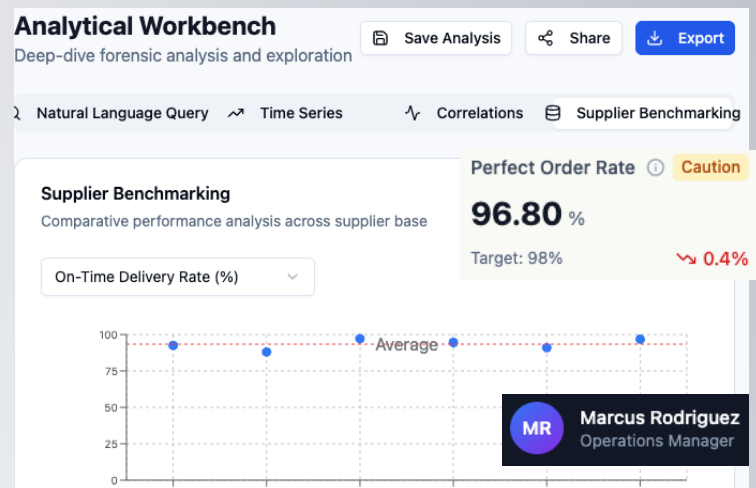 Analytical Workbench
Deep-dive forensic analysis and exploration
Save Analysis
Share
Export
Natural Language Query
Time Series
Correlations
Supplier Benchmarking
Supplier Benchmarking
Comparative performance analysis across supplier base
Perfect Order Rate
Caution
96.80 %
Target: 98%
0.4%
On-Time Delivery Rate (%)
100
Average
75
50
25
0
MR
Marcus Rodriguez
Operations Manager